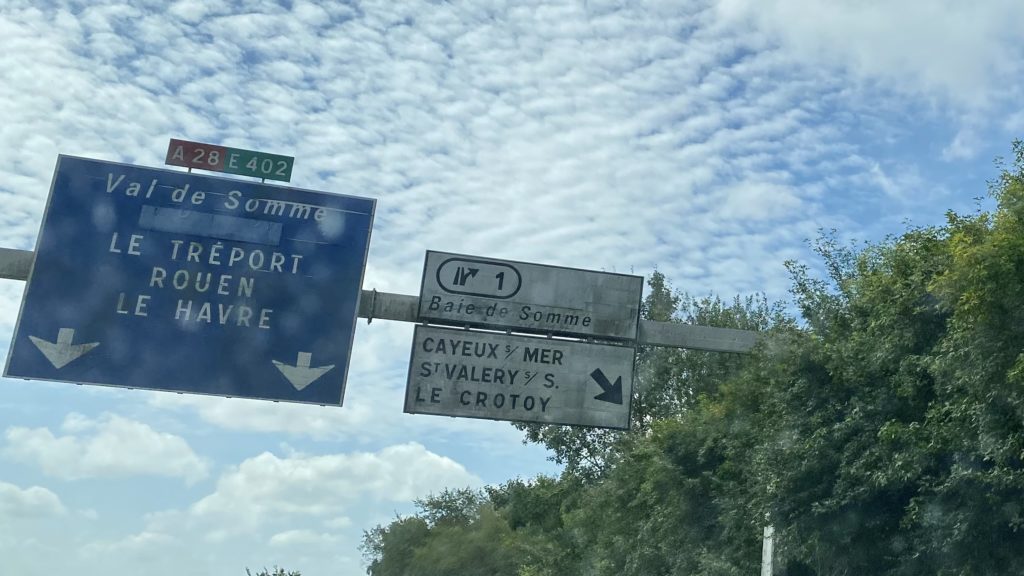 A 28 E 402
Val de Somme
LE TRÉPORT
ROUEN
LE HAVRE
1
Baie de Somme
CAYEUX S/ MER
ST VALERY S/ S.
LE CROTOY